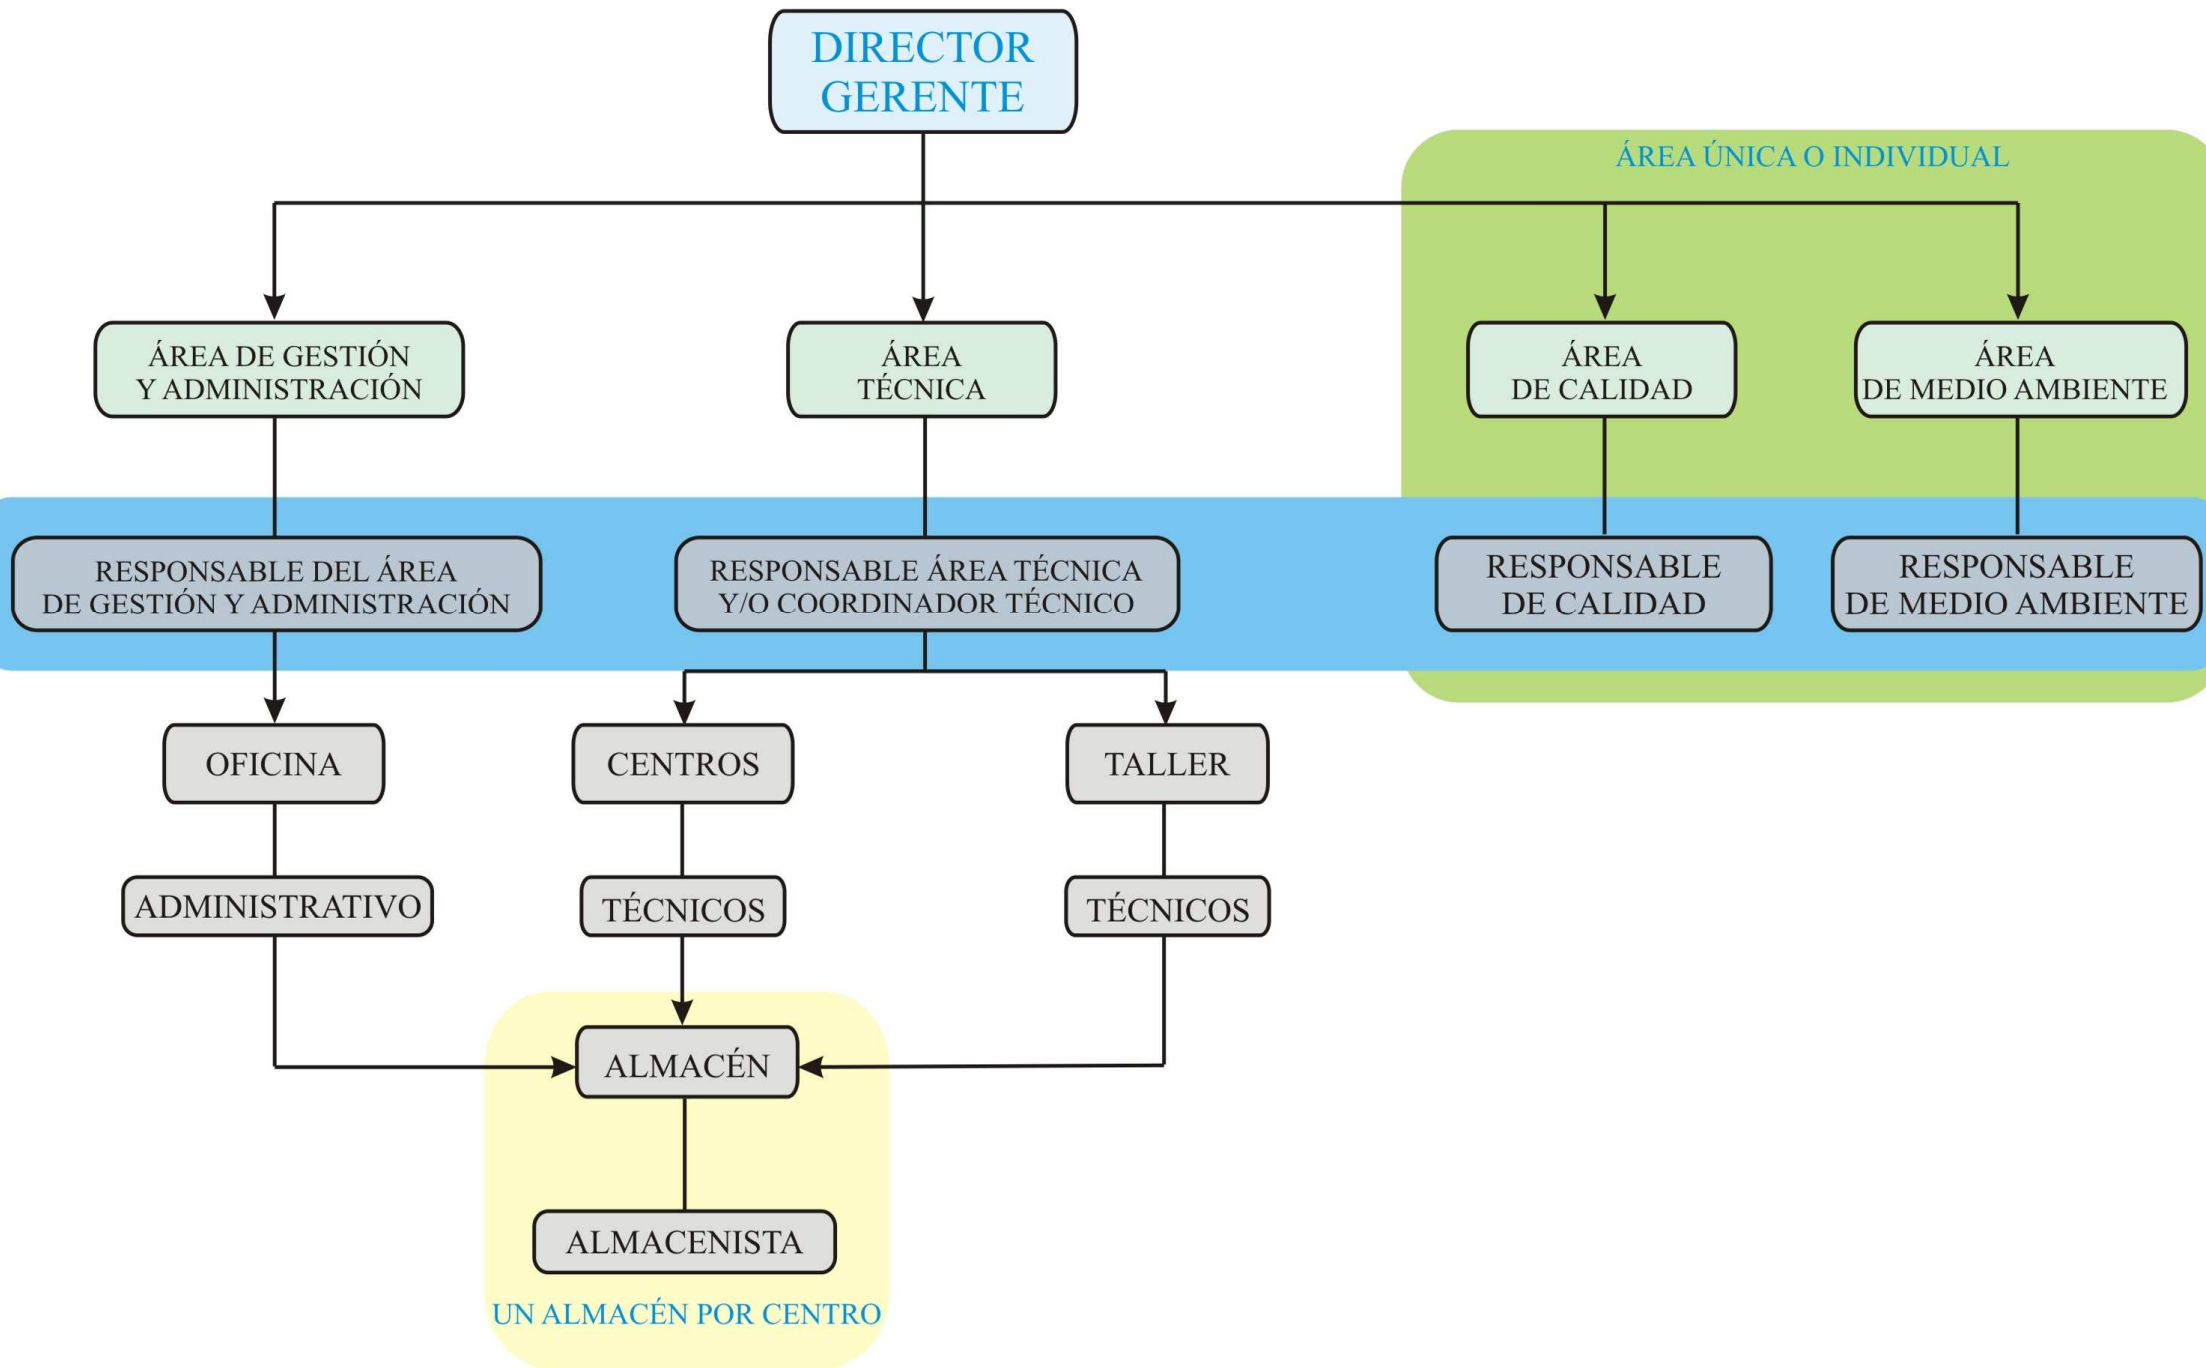 DIRECTOR
GERENTE
ÁREA ÚNICA O INDIVIDUAL
ÁREA DE GESTIÓN
Y ADMINISTRACIÓN
ÁREA
TÉCNICA
ÁREA
DE CALIDAD
ÁREA
DE MEDIO AMBIENTE
RESPONSABLE DEL ÁREA
DE GESTIÓN Y ADMINISTRACIÓN
RESPONSABLE ÁREA TÉCNICA
Y/O COORDINADOR TÉCNICO
RESPONSABLE
DE CALIDAD
RESPONSABLE
DE MEDIO AMBIENTE
OFICINA
CENTROS
TALLER
ADMINISTRATIVO
TÉCNICOS
TÉCNICOS
ALMACÉN
ALMACENISTA
UN ALMACÉN POR CENTRO